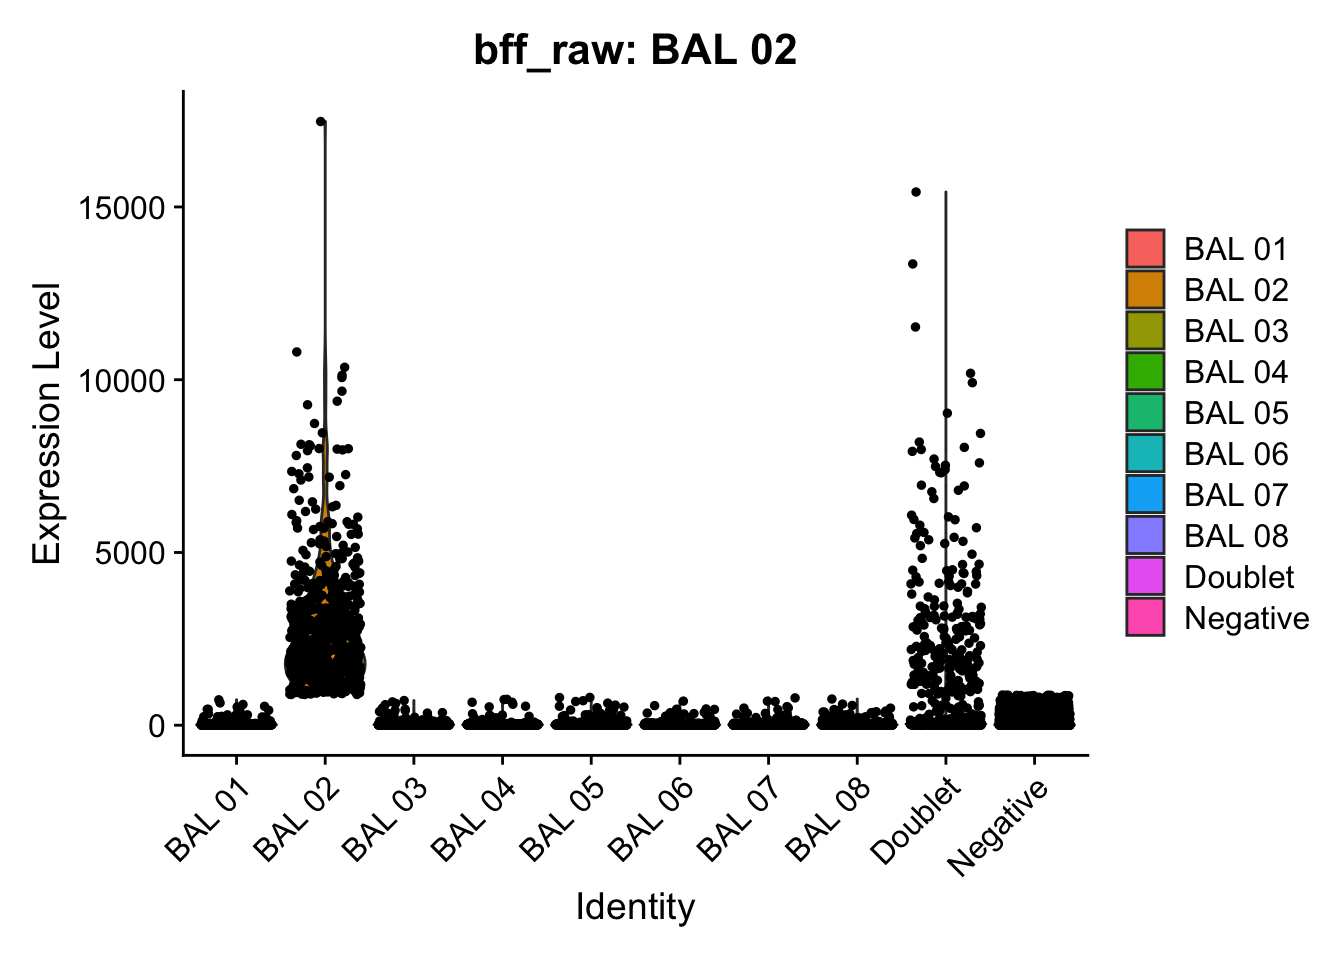 bff_raw: BAL 02
Expression Level
15000
10000
5000
0
BAL 01
BAL 02
BAL 03
BAL 04
BAL 05
BAL 06
BAL 07
BAL 08
Doublet
Negative
Identity
BAL 01
BAL 02
BAL 03
BAL 04
BAL 05
BAL 06
BAL 07
BAL 08
Doublet
Negative